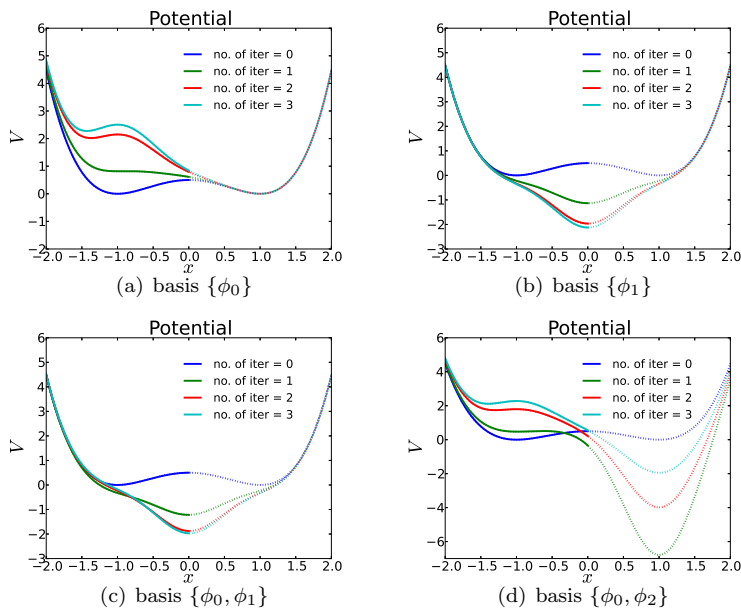 Potential
6
5
4
3
2
1
0
−1
−2
V
no. of iter = 0
no. of iter = 1
no. of iter = 2
no. of iter = 3
−2.0 −1.5 −1.0 −0.5 0.0 0.5 1.0 1.5 2.0
x
(a) basis {ϕ₀}
Potential
6
5
4
3
2
1
0
−1
−2
−3
V
no. of iter = 0
no. of iter = 1
no. of iter = 2
no. of iter = 3
−2.0 −1.5 −1.0 −0.5 0.0 0.5 1.0 1.5 2.0
x
(b) basis {ϕ₁}
Potential
6
5
4
3
2
1
0
−1
−2
−3
V
no. of iter = 0
no. of iter = 1
no. of iter = 2
no. of iter = 3
−2.0 −1.5 −1.0 −0.5 0.0 0.5 1.0 1.5 2.0
x
(c) basis {ϕ₀, ϕ₁}
Potential
6
4
2
0
−2
−4
−6
V
no. of iter = 0
no. of iter = 1
no. of iter = 2
no. of iter = 3
−2.0 −1.5 −1.0 −0.5 0.0 0.5 1.0 1.5 2.0
x
(d) basis {ϕ₀, ϕ₂}